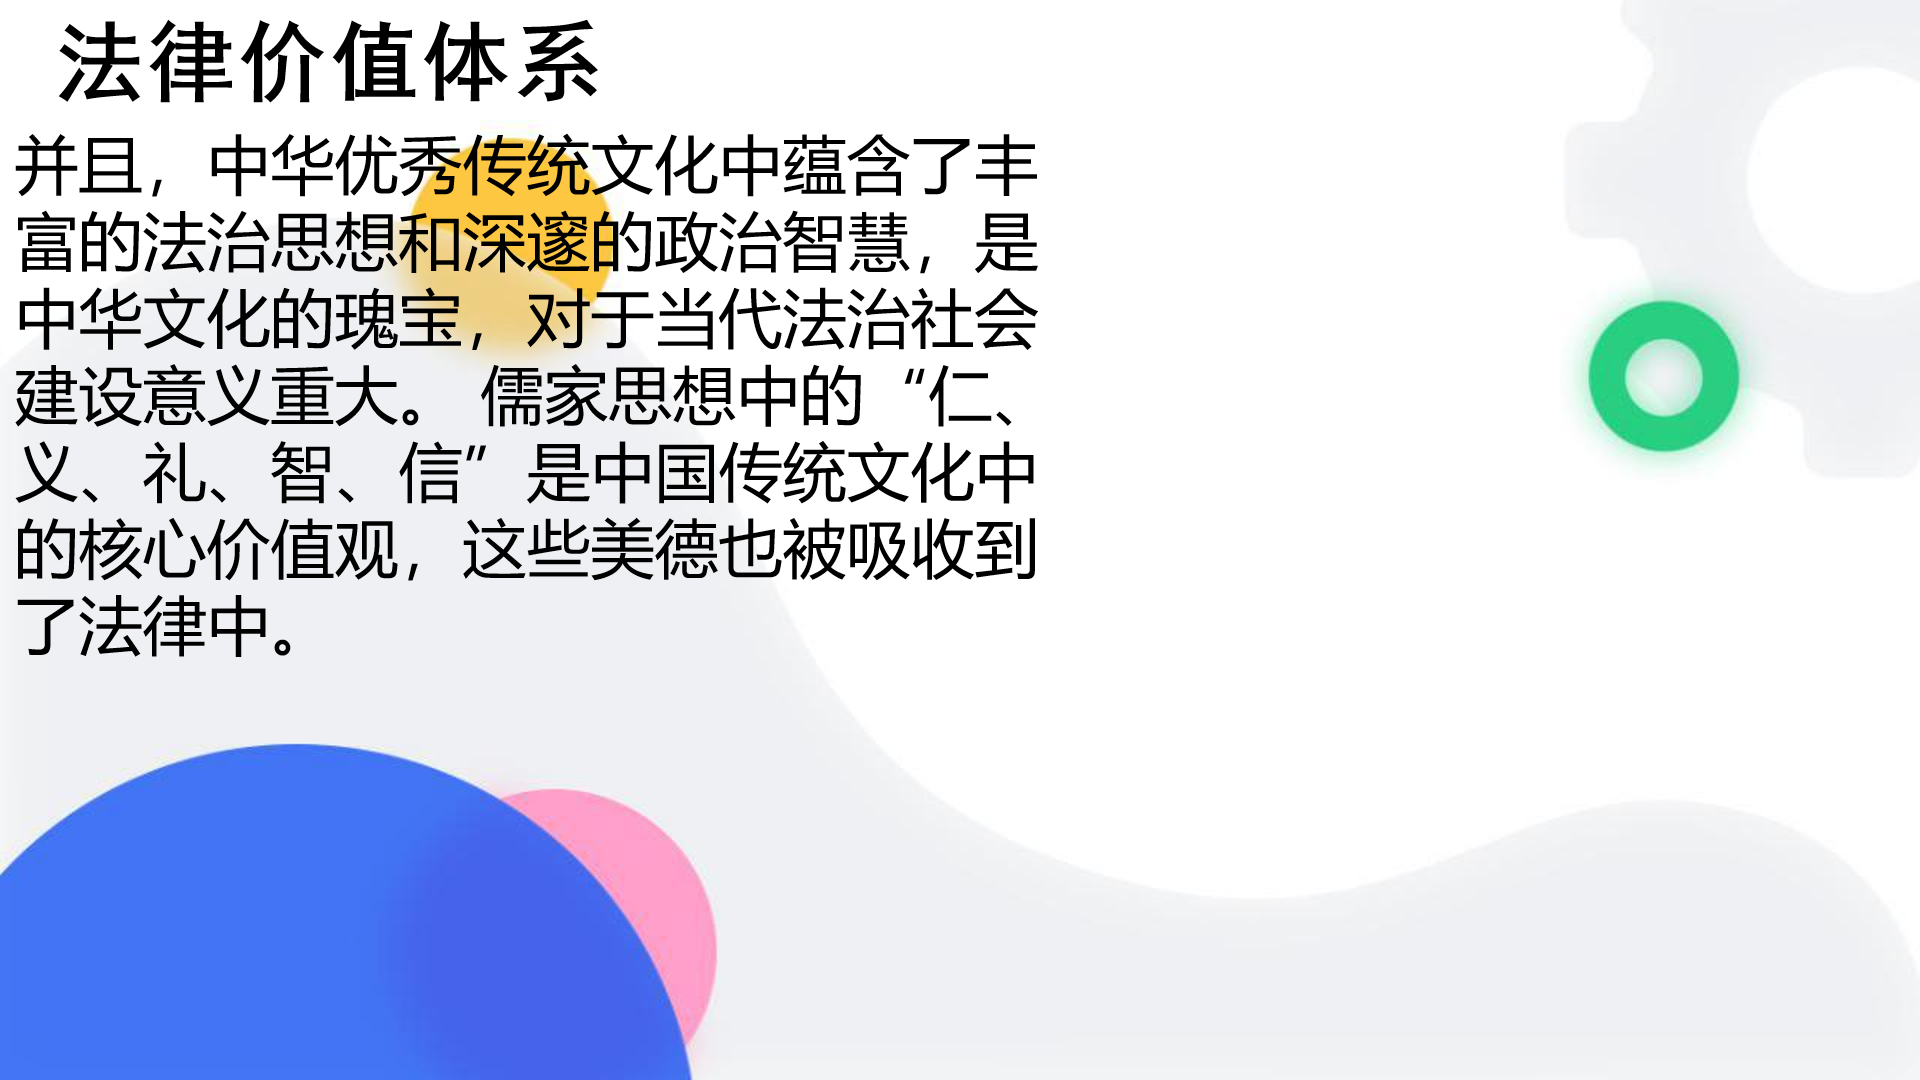 法律价值体系
并且，中华优秀传统文化中蕴含了丰
富的法治思想和深邃的政治智慧，是
中华文化的瑰宝，对于当代法治社会
建设意义重大。 儒家思想中的“仁、
义、礼、智、信”是中国传统文化中
的核心价值观，这些美德也被吸收到
了法律中。